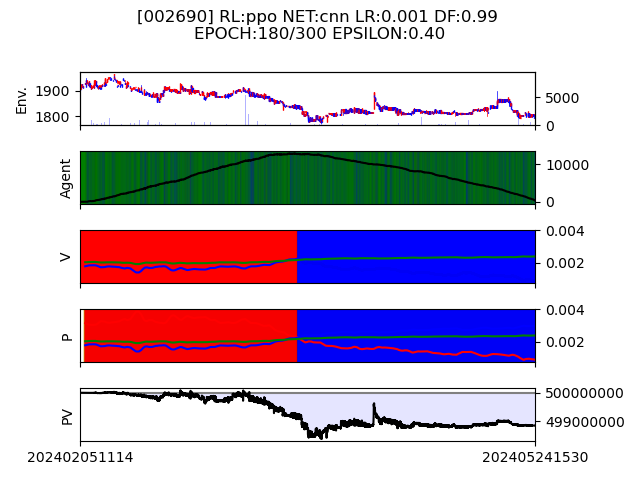 [002690] RL:ppo NET:cnn LR:0.001 DF:0.99
EPOCH:180/300 EPSILON:0.40
Env.
1900
1800
5000
0
Agent
10000
0
V
0.004
0.002
P
0.004
0.002
PV
500000000
499000000
202402051114
202405241530